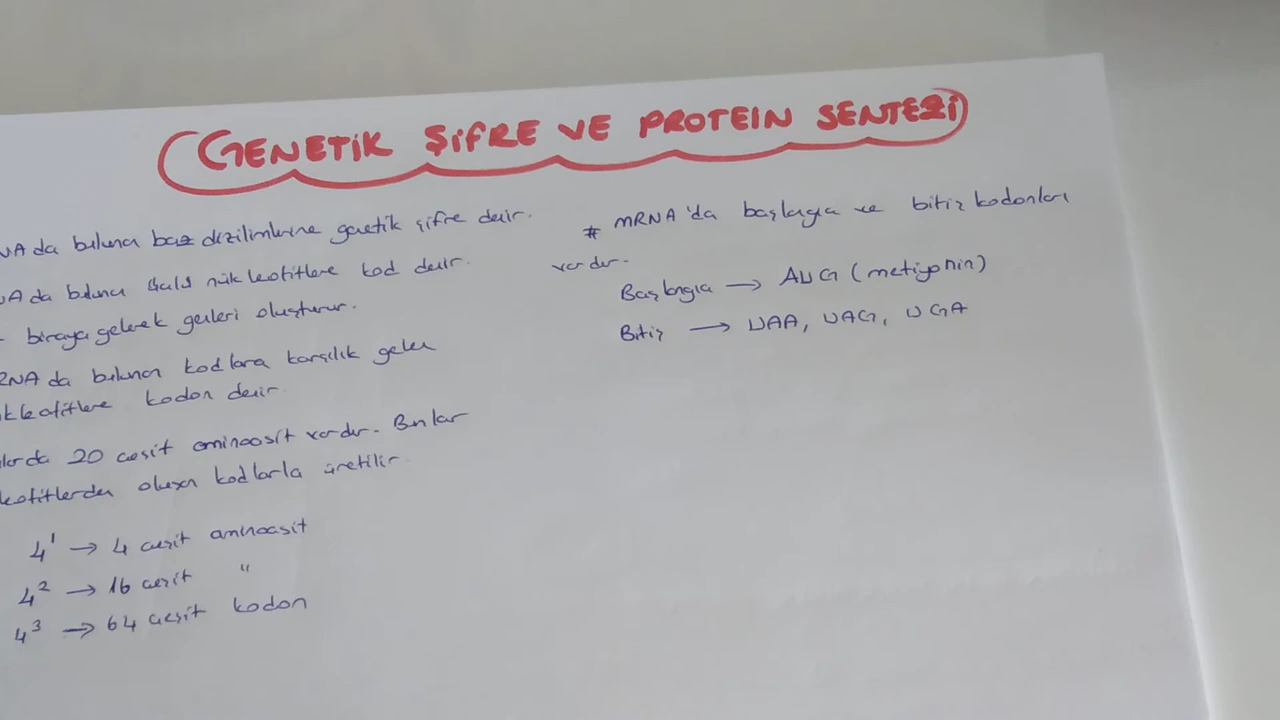 GENETİK ŞİFRE VE PROTEIN SENTEZİ
NA da bulunan baz dizilimlerine genetik şifre denir.
NA da bulunan üçlü nükleotitlere kod denir.
biraraya gelerek genleri oluşturur.
RNA da bulunan kodlara karşılık gelen
kleotitlere kodon denir.
larda 20 çeşit aminoasit vardır. Bunlar
leotitlerden oluşan kodlarla üretilir.
4¹ → 4 çeşit aminoasit
4² → 16 çeşit "
4³ → 64 çeşit kodon
# mRNA'da başlangıç ve bitiş kodonları
vardır.
Başlangıç → AUG (metiyonin)
Bitiş → UAA, UAG, UGA